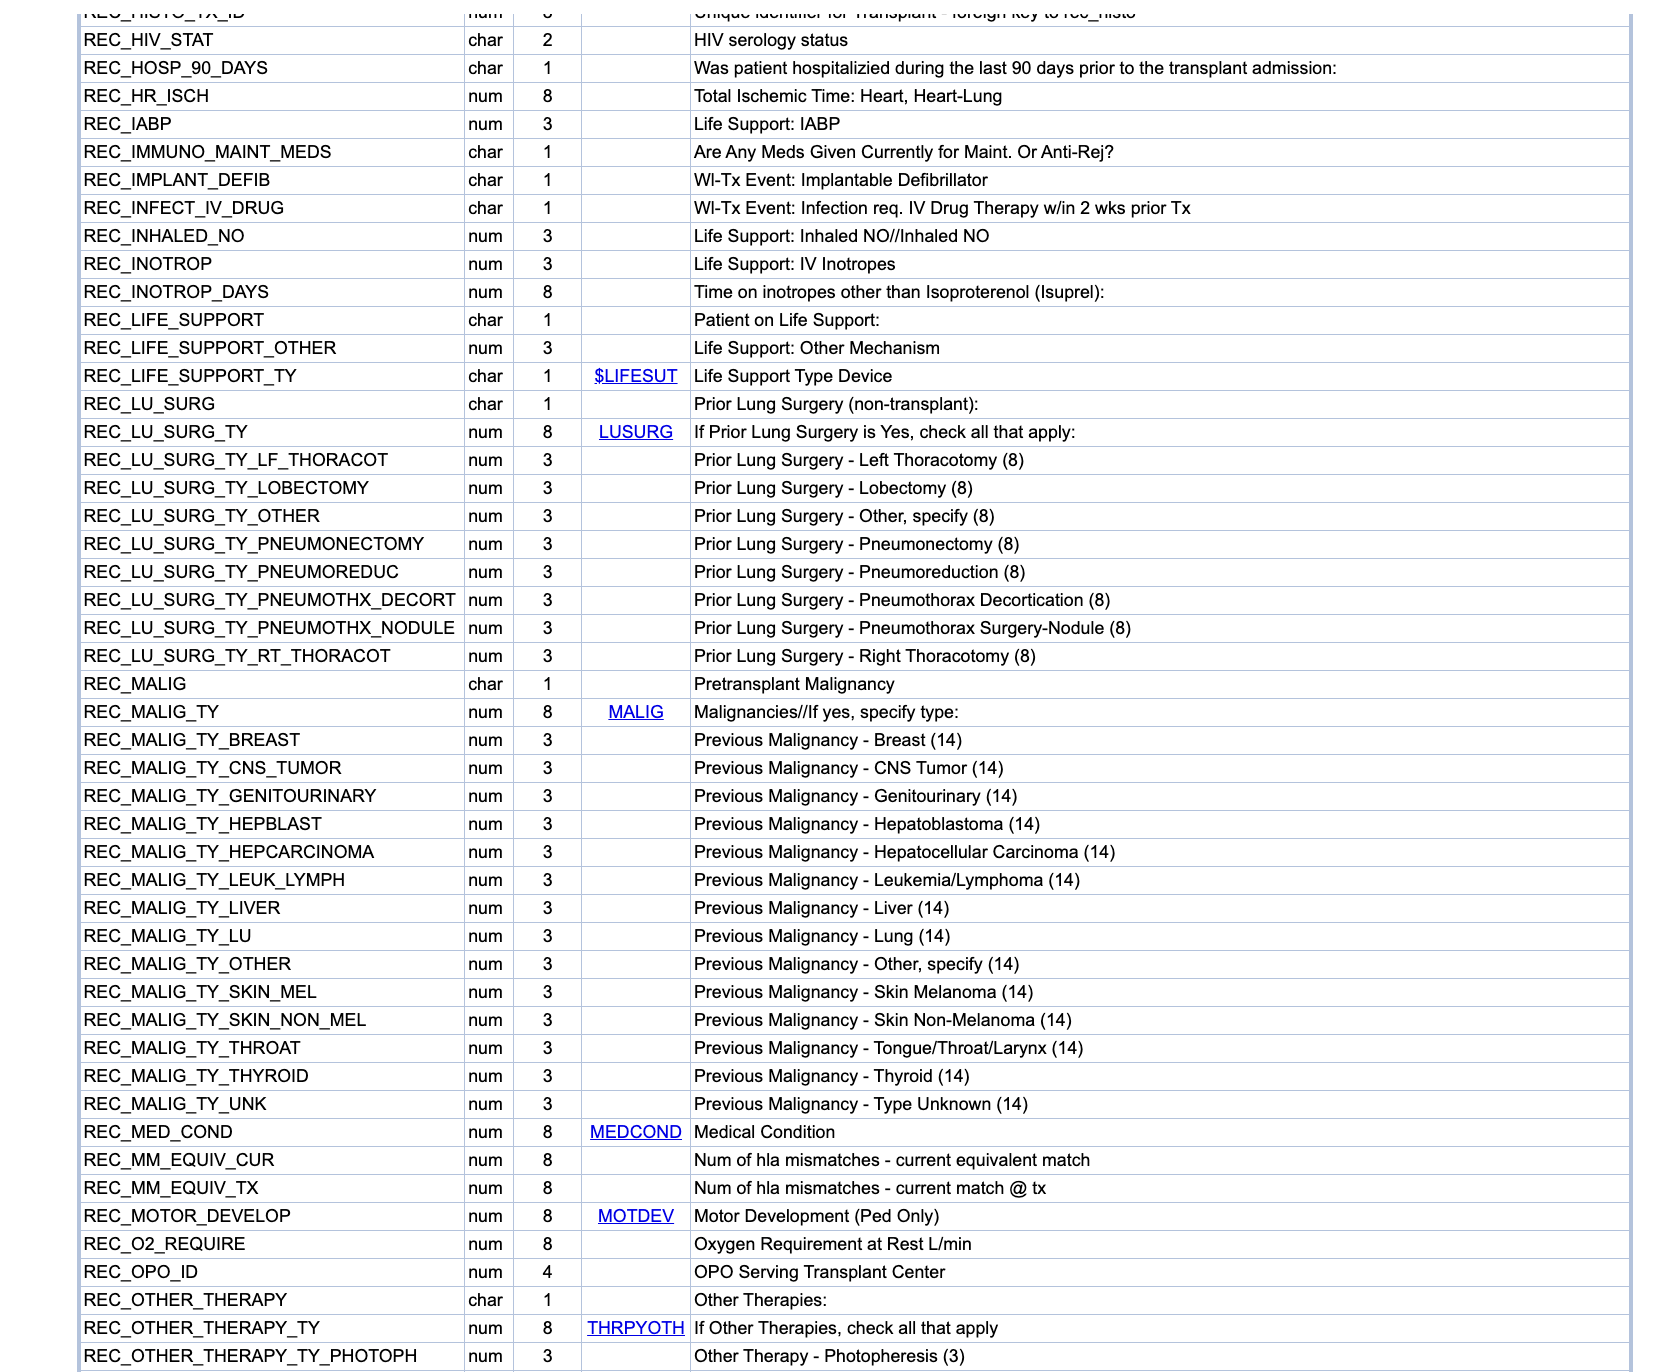 REC_HISTO_TX_ID num 8 Unique Identifier for Transplant - foreign key to rec_histo
REC_HIV_STAT char 2 HIV serology status
REC_HOSP_90_DAYS char 1 Was patient hospitalizied during the last 90 days prior to the transplant admission:
REC_HR_ISCH num 8 Total Ischemic Time: Heart, Heart-Lung
REC_IABP num 3 Life Support: IABP
REC_IMMUNO_MAINT_MEDS char 1 Are Any Meds Given Currently for Maint. Or Anti-Rej?
REC_IMPLANT_DEFIB char 1 Wl-Tx Event: Implantable Defibrillator
REC_INFECT_IV_DRUG char 1 Wl-Tx Event: Infection req. IV Drug Therapy w/in 2 wks prior Tx
REC_INHALED_NO num 3 Life Support: Inhaled NO//Inhaled NO
REC_INOTROP num 3 Life Support: IV Inotropes
REC_INOTROP_DAYS num 8 Time on inotropes other than Isoproterenol (Isuprel):
REC_LIFE_SUPPORT char 1 Patient on Life Support:
REC_LIFE_SUPPORT_OTHER num 3 Life Support: Other Mechanism
REC_LIFE_SUPPORT_TY char 1 $LIFESUT Life Support Type Device
REC_LU_SURG char 1 Prior Lung Surgery (non-transplant):
REC_LU_SURG_TY num 8 LUSURG If Prior Lung Surgery is Yes, check all that apply:
REC_LU_SURG_TY_LF_THORACOT num 3 Prior Lung Surgery - Left Thoracotomy (8)
REC_LU_SURG_TY_LOBECTOMY num 3 Prior Lung Surgery - Lobectomy (8)
REC_LU_SURG_TY_OTHER num 3 Prior Lung Surgery - Other, specify (8)
REC_LU_SURG_TY_PNEUMONECTOMY num 3 Prior Lung Surgery - Pneumonectomy (8)
REC_LU_SURG_TY_PNEUMOREDUC num 3 Prior Lung Surgery - Pneumoreduction (8)
REC_LU_SURG_TY_PNEUMOTHX_DECORT num 3 Prior Lung Surgery - Pneumothorax Decortication (8)
REC_LU_SURG_TY_PNEUMOTHX_NODULE num 3 Prior Lung Surgery - Pneumothorax Surgery-Nodule (8)
REC_LU_SURG_TY_RT_THORACOT num 3 Prior Lung Surgery - Right Thoracotomy (8)
REC_MALIG char 1 Pretransplant Malignancy
REC_MALIG_TY num 8 MALIG Malignancies//If yes, specify type:
REC_MALIG_TY_BREAST num 3 Previous Malignancy - Breast (14)
REC_MALIG_TY_CNS_TUMOR num 3 Previous Malignancy - CNS Tumor (14)
REC_MALIG_TY_GENITOURINARY num 3 Previous Malignancy - Genitourinary (14)
REC_MALIG_TY_HEPBLAST num 3 Previous Malignancy - Hepatoblastoma (14)
REC_MALIG_TY_HEPCARCINOMA num 3 Previous Malignancy - Hepatocellular Carcinoma (14)
REC_MALIG_TY_LEUK_LYMPH num 3 Previous Malignancy - Leukemia/Lymphoma (14)
REC_MALIG_TY_LIVER num 3 Previous Malignancy - Liver (14)
REC_MALIG_TY_LU num 3 Previous Malignancy - Lung (14)
REC_MALIG_TY_OTHER num 3 Previous Malignancy - Other, specify (14)
REC_MALIG_TY_SKIN_MEL num 3 Previous Malignancy - Skin Melanoma (14)
REC_MALIG_TY_SKIN_NON_MEL num 3 Previous Malignancy - Skin Non-Melanoma (14)
REC_MALIG_TY_THROAT num 3 Previous Malignancy - Tongue/Throat/Larynx (14)
REC_MALIG_TY_THYROID num 3 Previous Malignancy - Thyroid (14)
REC_MALIG_TY_UNK num 3 Previous Malignancy - Type Unknown (14)
REC_MED_COND num 8 MEDCOND Medical Condition
REC_MM_EQUIV_CUR num 8 Num of hla mismatches - current equivalent match
REC_MM_EQUIV_TX num 8 Num of hla mismatches - current match @ tx
REC_MOTOR_DEVELOP num 8 MOTDEV Motor Development (Ped Only)
REC_O2_REQUIRE num 8 Oxygen Requirement at Rest L/min
REC_OPO_ID num 4 OPO Serving Transplant Center
REC_OTHER_THERAPY char 1 Other Therapies:
REC_OTHER_THERAPY_TY num 8 THRPYOTH If Other Therapies, check all that apply
REC_OTHER_THERAPY_TY_PHOTOPH num 3 Other Therapy - Photopheresis (3)